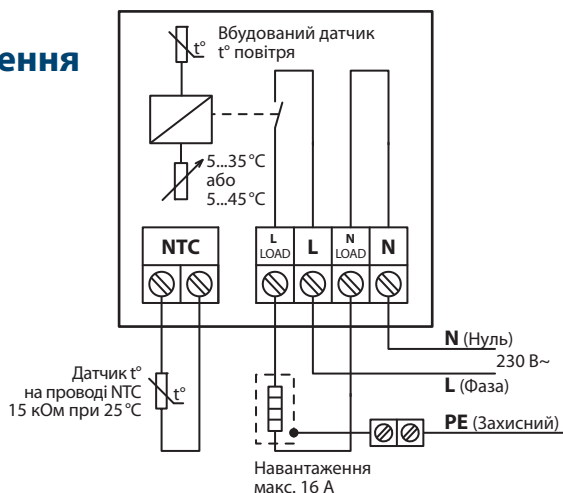 ення
Вбудований датчик
t° повітря
t°
5...35 °C
або
5...45 °C
NTC
L
LOAD
L
N
LOAD
N
N (Нуль)
230 В~
L (Фаза)
PE (Захисний)
Датчик t°
на проводі NTC
15 кОм при 25 °C
t°
Навантаження
макс. 16 А